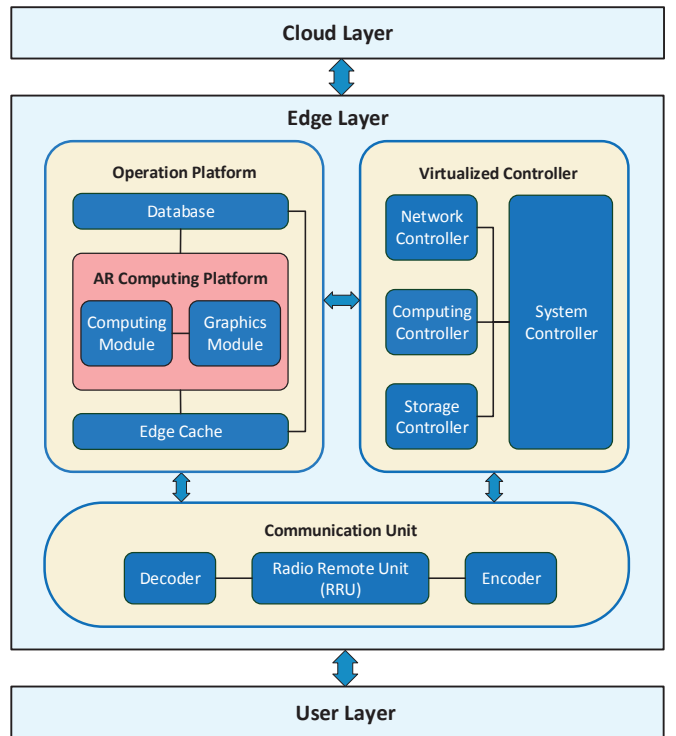 Cloud Layer
Edge Layer
Operation Platform
Database
AR Computing Platform
Computing
Module
Graphics
Module
Edge Cache
Virtualized Controller
Network
Controller
Computing
Controller
Storage
Controller
System
Controller
Communication Unit
Decoder
Radio Remote Unit
(RRU)
Encoder
User Layer